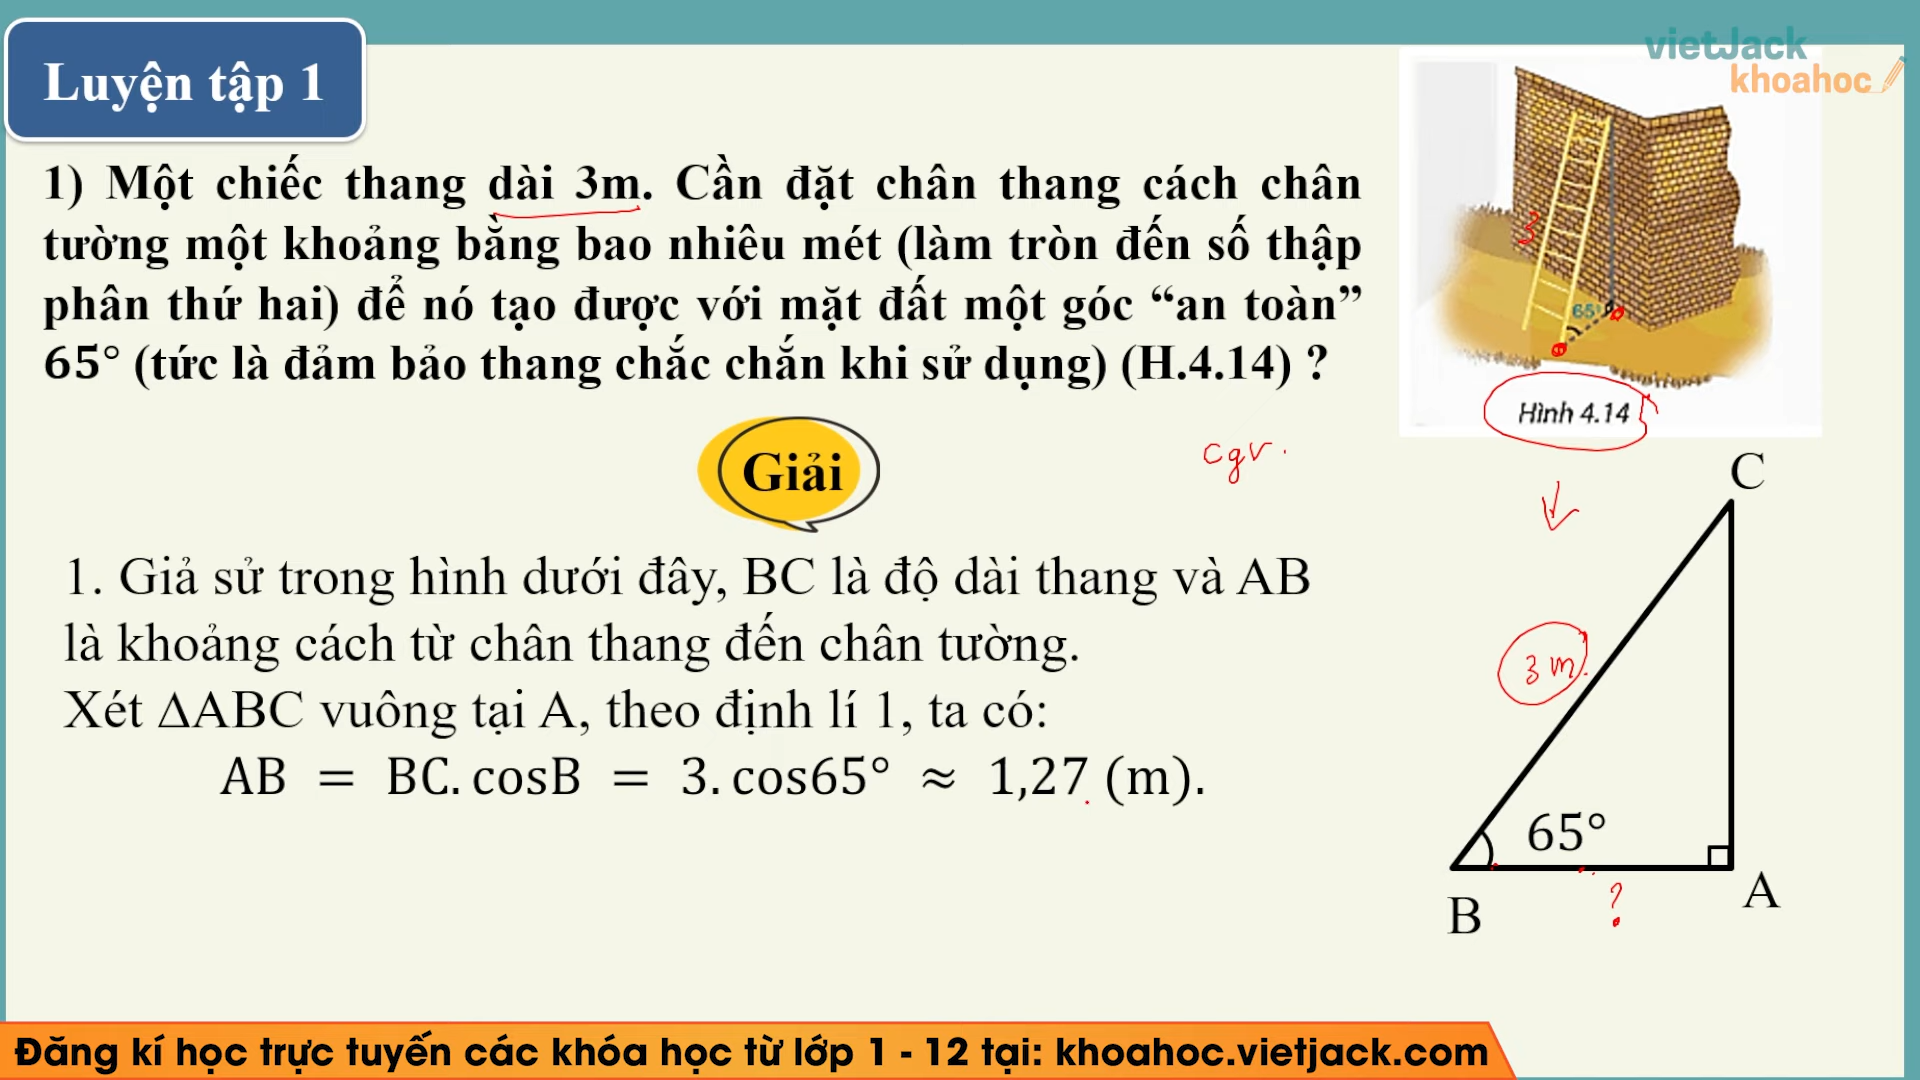 Luyện tập 1
vietJack
khoahoc
1) Một chiếc thang dài 3m. Cần đặt chân thang cách chân
tường một khoảng bằng bao nhiêu mét (làm tròn đến số thập
phân thứ hai) để nó tạo được với mặt đất một góc “an toàn”
65° (tức là đảm bảo thang chắc chắn khi sử dụng) (H.4.14) ?
3
65°
Hình 4.14
Giải
cgv.
C
1. Giả sử trong hình dưới đây, BC là độ dài thang và AB
là khoảng cách từ chân thang đến chân tường.
3 m
Xét ΔABC vuông tại A, theo định lí 1, ta có:
AB = BC. cosB = 3. cos65° ≈ 1,27 (m).
65°
B
?
A
Đăng kí học trực tuyến các khóa học từ lớp 1 - 12 tại: khoahoc.vietjack.com